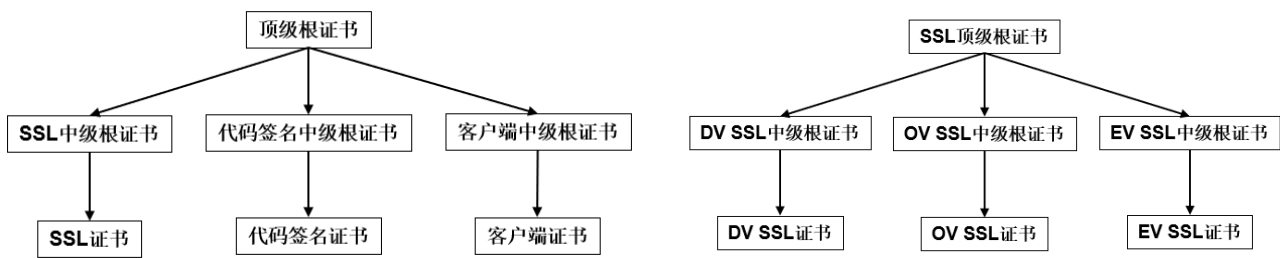 顶级根证书
SSL中级根证书
代码签名中级根证书
客户端中级根证书
SSL证书
代码签名证书
客户端证书
SSL顶级根证书
DV SSL中级根证书
OV SSL中级根证书
EV SSL中级根证书
DV SSL证书
OV SSL证书
EV SSL证书